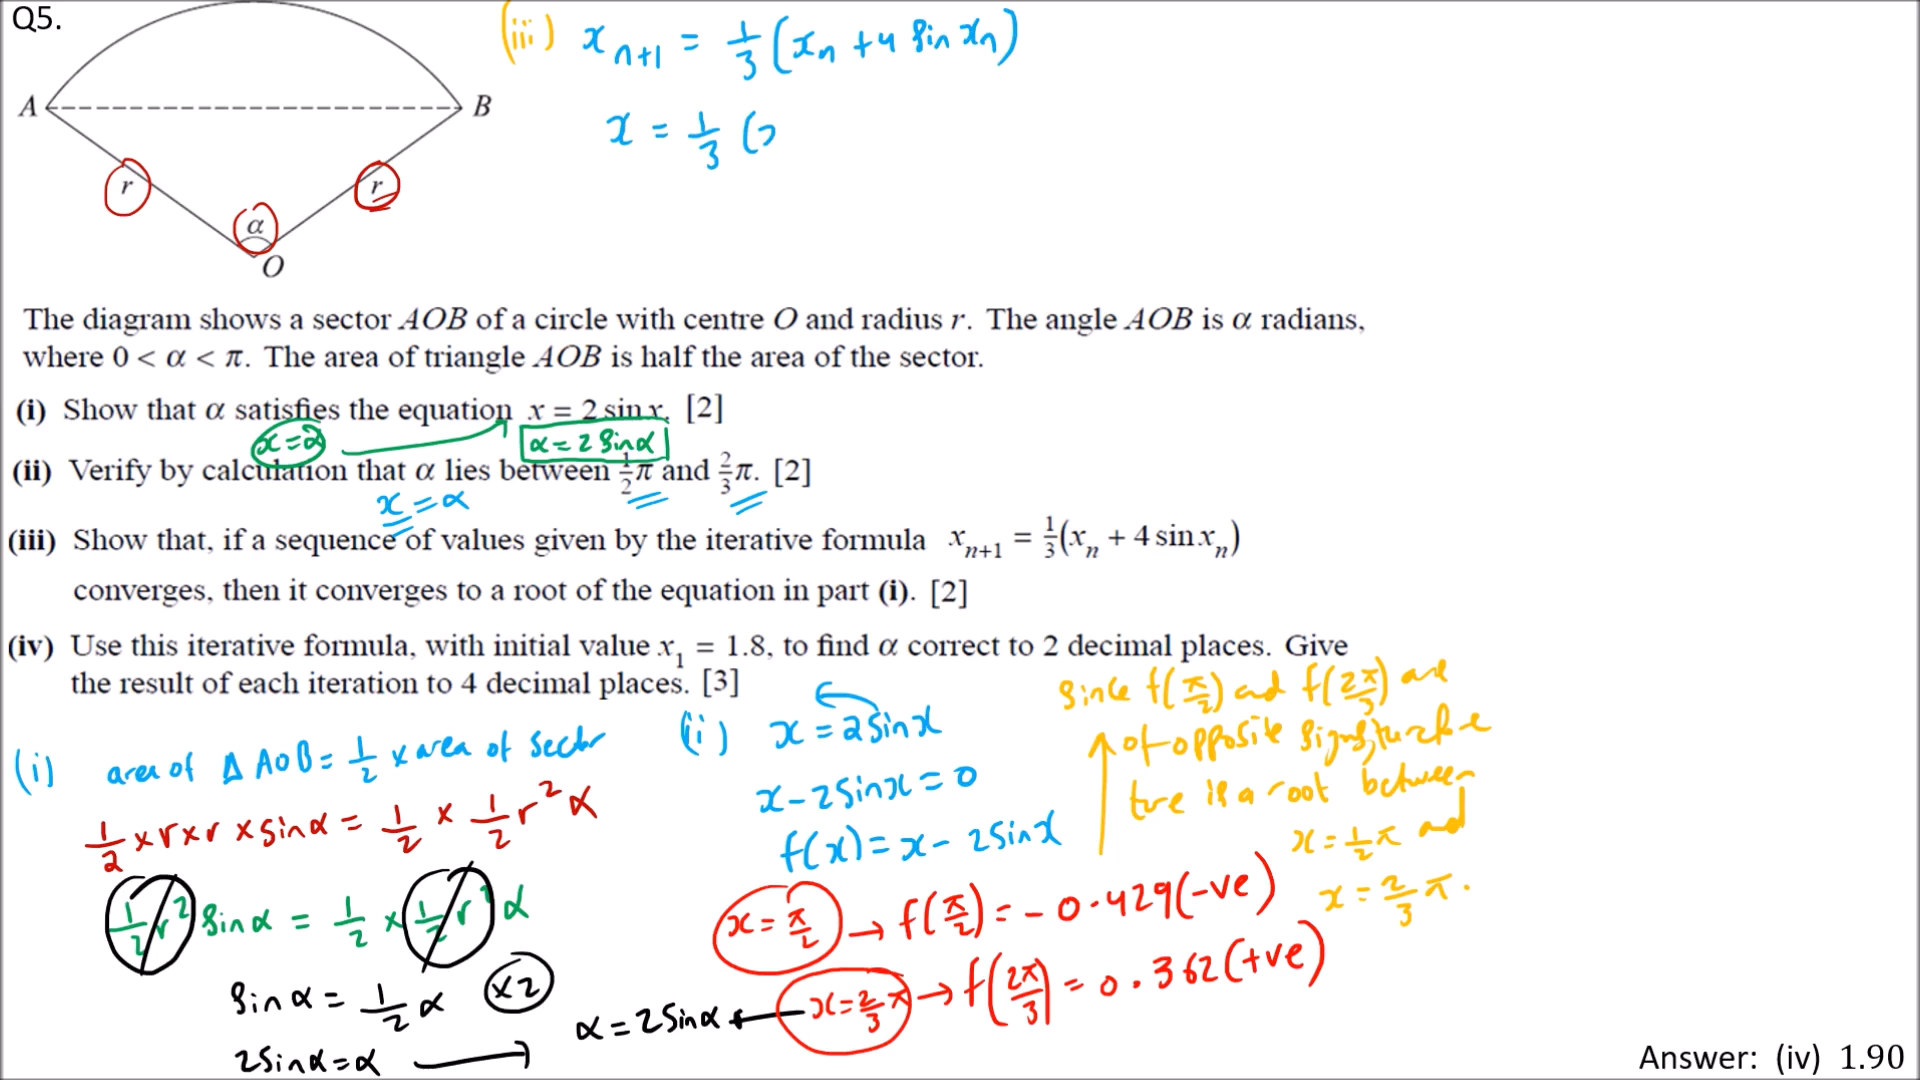 Q5.
A
B
r
r
α
O
(iii) xₙ₊₁ = 1/3 (xₙ + 4 sin xₙ)
x = 1/3 (
The diagram shows a sector AOB of a circle with centre O and radius r. The angle AOB is α radians,
where 0 < α < π. The area of triangle AOB is half the area of the sector.
(i) Show that α satisfies the equation x = 2 sin x. [2]
x = α
α = 2 sin α
(ii) Verify by calculation that α lies between 1/2 π and 2/3 π. [2]
x = α
(iii) Show that, if a sequence of values given by the iterative formula xₙ₊₁ = 1/3 (xₙ + 4 sin xₙ)
converges, then it converges to a root of the equation in part (i). [2]
(iv) Use this iterative formula, with initial value x₁ = 1.8, to find α correct to 2 decimal places. Give
the result of each iteration to 4 decimal places. [3]
(i) area of Δ AOB = 1/2 × area of sector
1/2 × r × r × sin α = 1/2 × 1/2 r² α
1/2 r² sin α = 1/2 × 1/2 r² α
sin α = 1/2 α ×2
2 sin α = α
α = 2 sin α
(ii) x = 2 sin x
x − 2 sin x = 0
f(x) = x − 2 sin x
x = π/2 → f(π/2) = −0.429 (−ve)
x = 2/3 π → f(2π/3) = 0.362 (+ve)
Since f(π/2) and f(2π/3) are
of opposite signs, therefore
there is a root between
x = 1/2 π and
x = 2/3 π.
Answer: (iv) 1.90